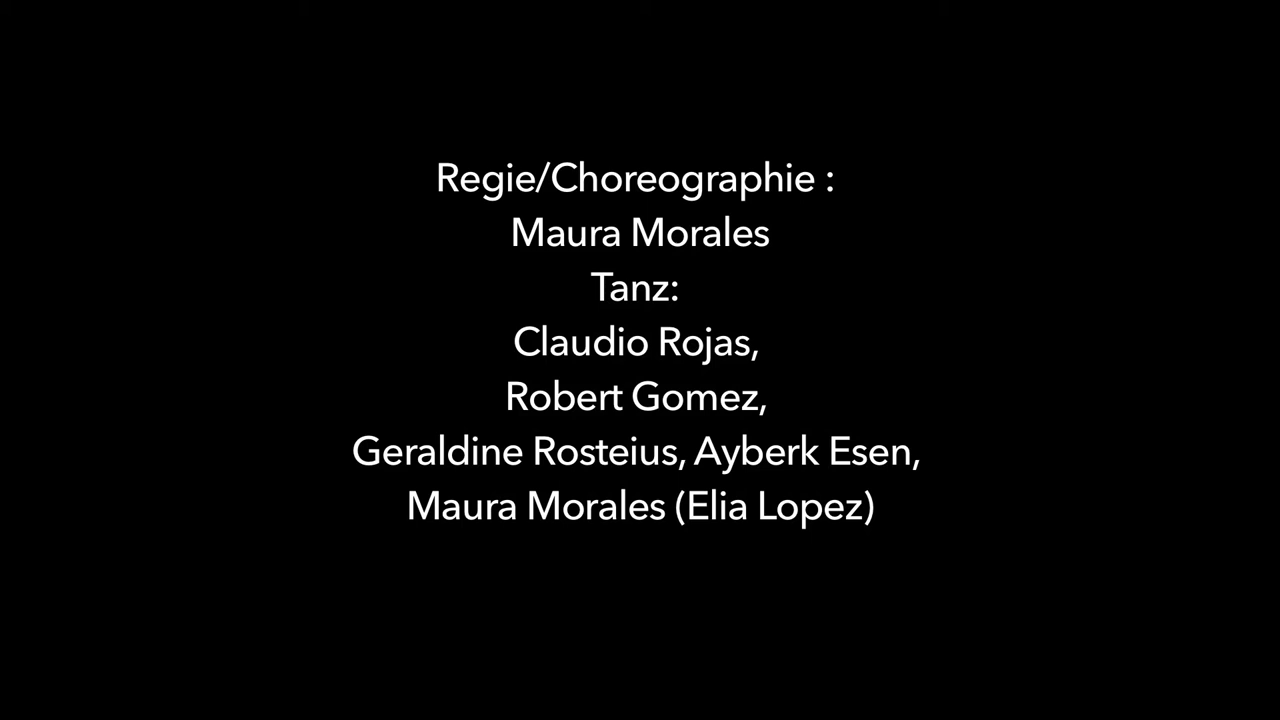 Regie/Choreographie :
Maura Morales
Tanz:
Claudio Rojas,
Robert Gomez,
Geraldine Rosteius, Ayberk Esen,
Maura Morales (Elia Lopez)